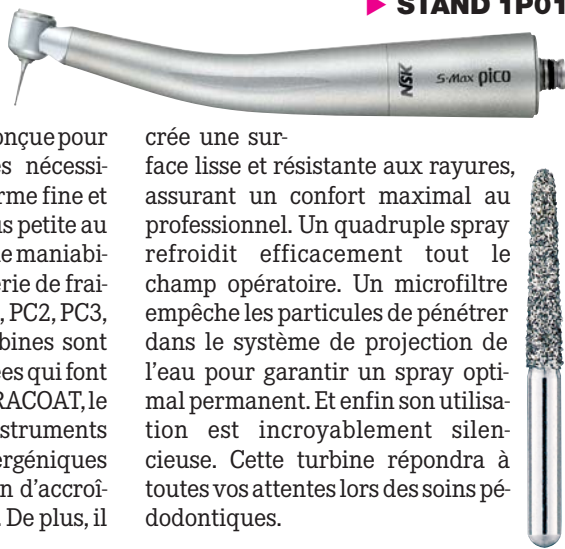 STAND 1P01
NSK S-Max pico
onçue pour
s nécessi-
rme fine et
us petite au
e maniabi-
rie de frai-
, PC2, PC3,
bines sont
es qui font
RACOAT, le
struments
ergéniques
n d'accroî-
. De plus, il
crée une sur-
face lisse et résistante aux rayures,
assurant un confort maximal au
professionnel. Un quadruple spray
refroidit efficacement tout le
champ opératoire. Un microfiltre
empêche les particules de pénétrer
dans le système de projection de
l'eau pour garantir un spray opti-
mal permanent. Et enfin son utilisa-
tion est incroyablement silen-
cieuse. Cette turbine répondra à
toutes vos attentes lors des soins pé-
dodontiques.